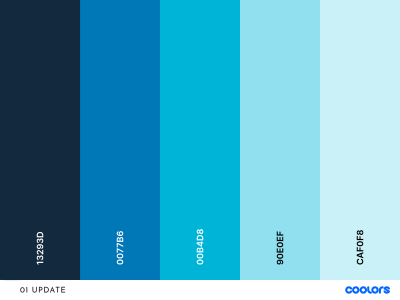 13293D
0077B6
00B4D8
90E0EF
CAF0F8
01 UPDATE
coolors